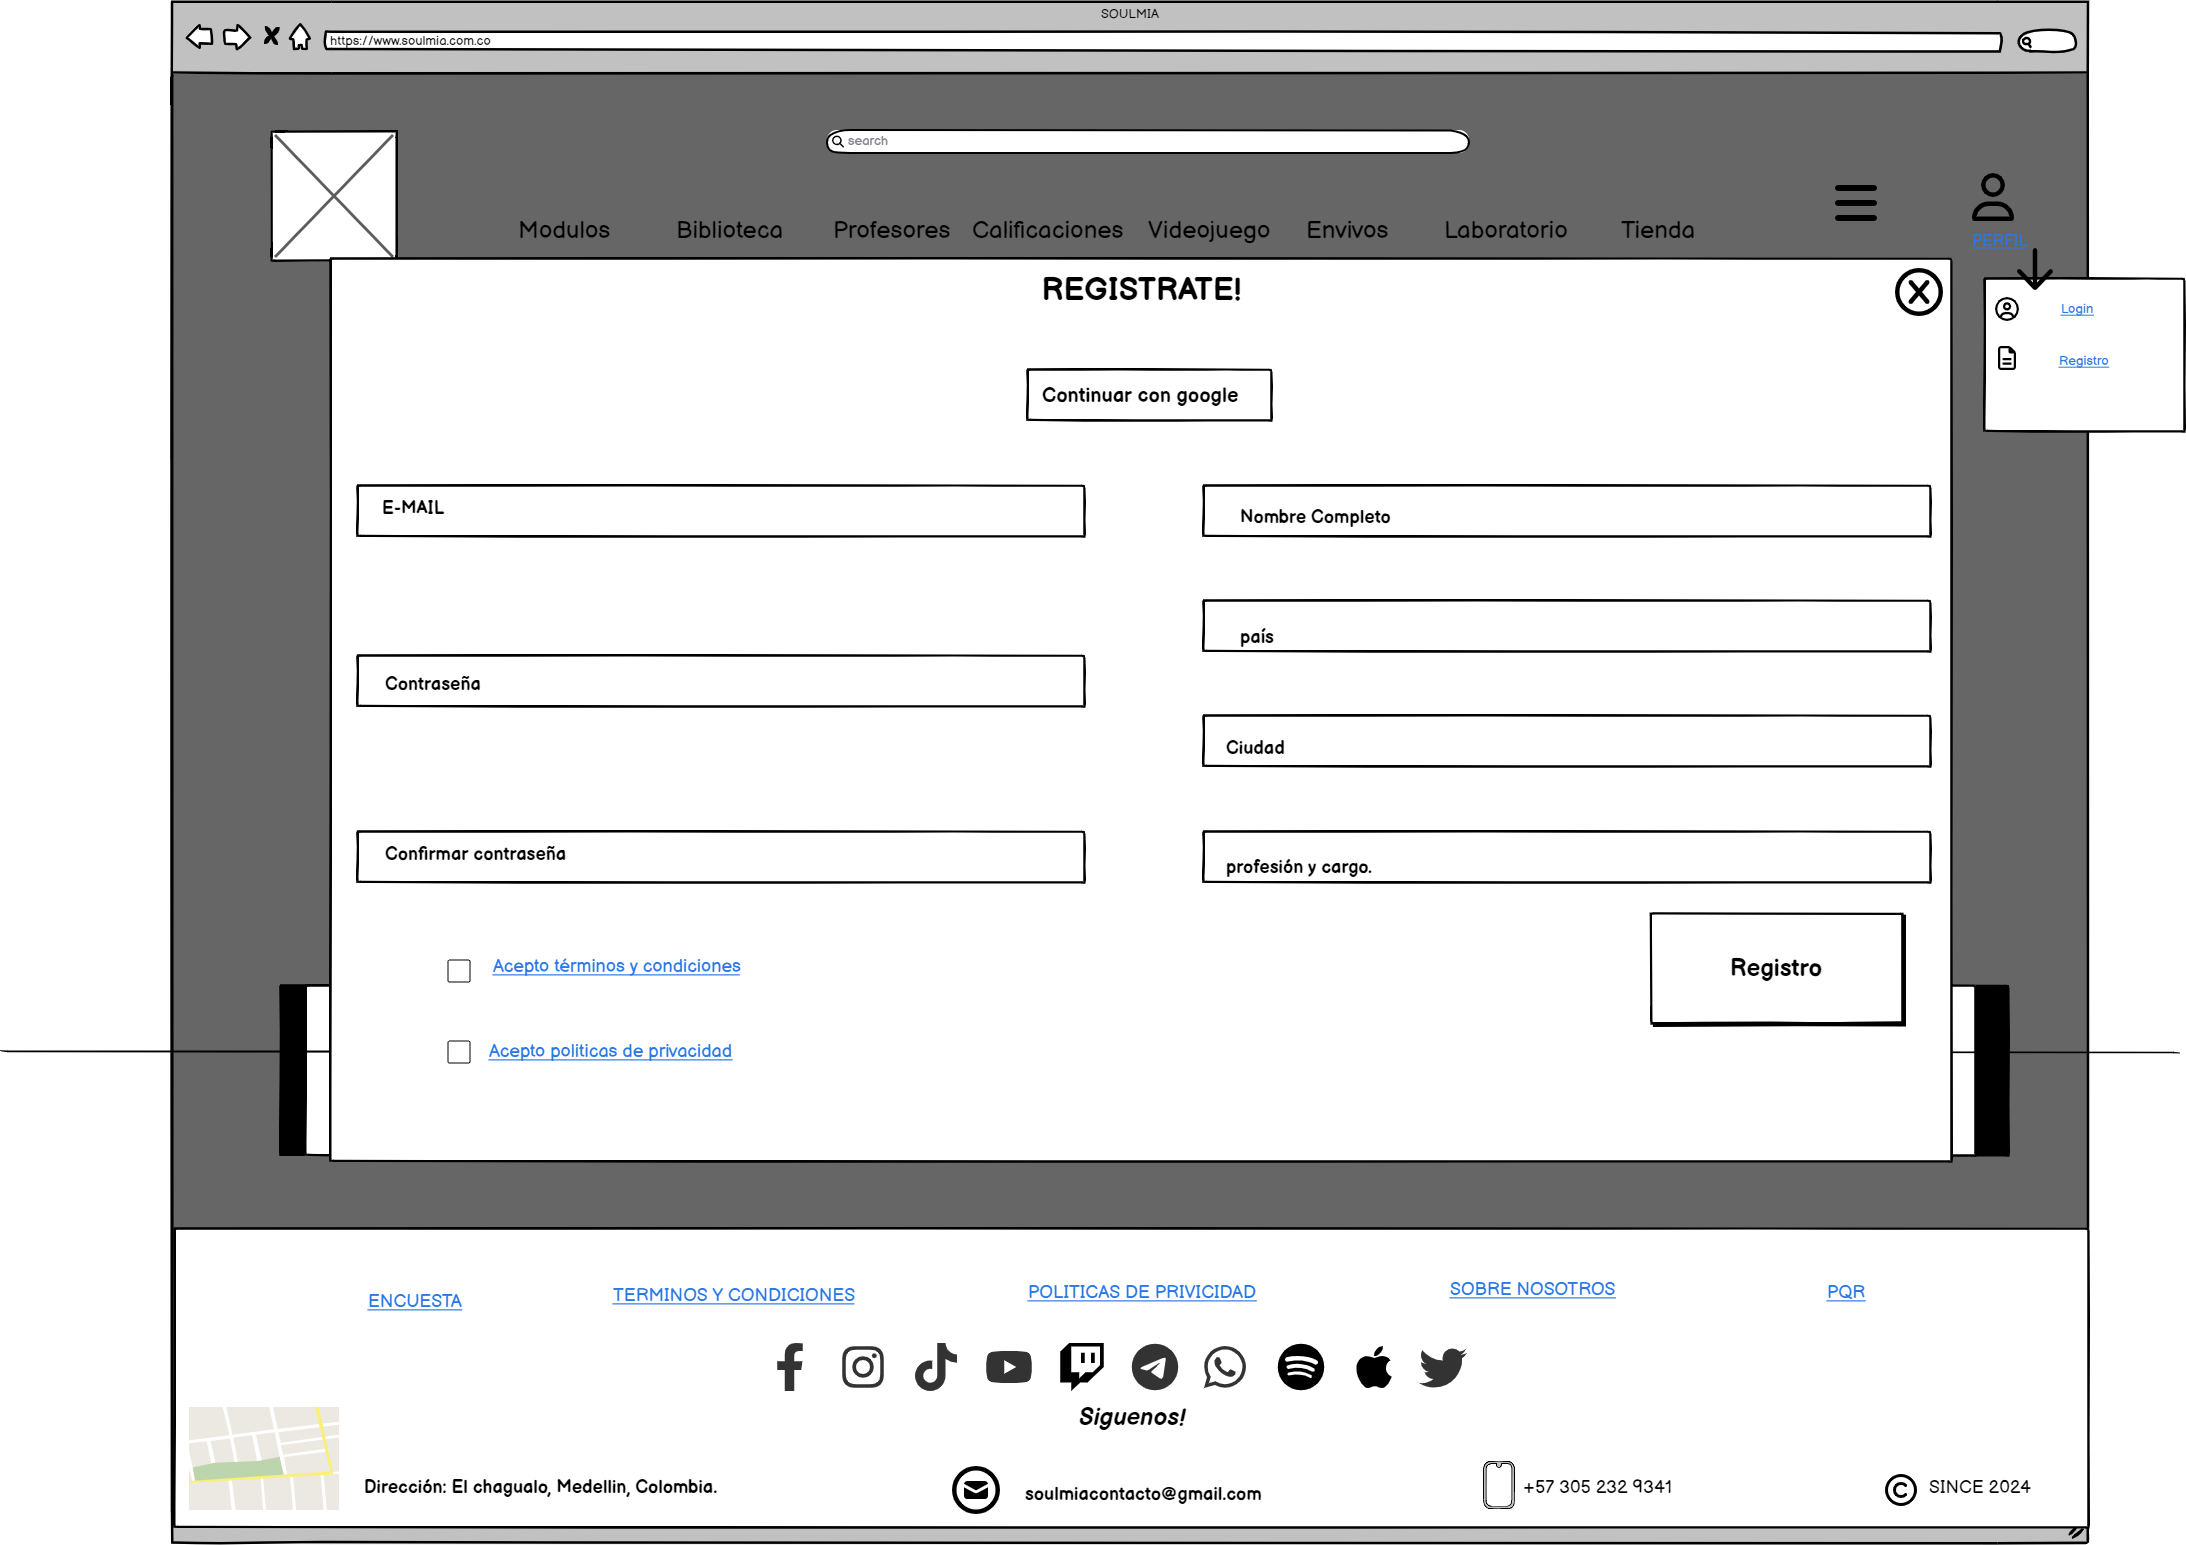 SOULMIA
https://www.soulmia.com.co
search
Modulos Biblioteca Profesores Calificaciones Videojuego Envivos Laboratorio Tienda
PERFIL
Login
Registro
REGISTRATE!
X
Continuar con google
E-MAIL
Nombre Completo
país
Contraseña
Ciudad
Confirmar contraseña
profesión y cargo.
Acepto términos y condiciones
Registro
Acepto politicas de privacidad
ENCUESTA
TERMINOS Y CONDICIONES
POLITICAS DE PRIVICIDAD
SOBRE NOSOTROS
PQR
Siguenos!
Dirección: El chagualo, Medellin, Colombia.
soulmiacontacto@gmail.com
+57 305 232 9341
© SINCE 2024